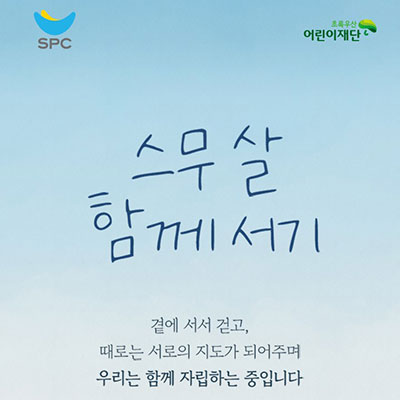 SPC
초록우산
어린이재단
스무 살
함께 서기
곁에 서서 걷고,
때로는 서로의 지도가 되어주며
우리는 함께 자립하는 중입니다